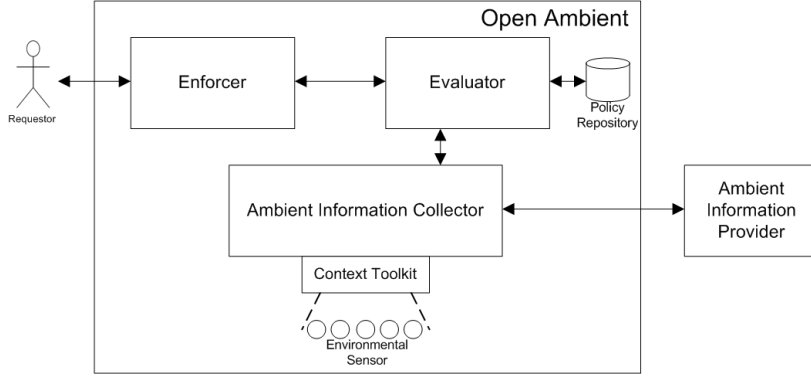 Open Ambient
Enforcer
Evaluator
Requestor
Policy
Repository
Ambient Information Collector
Ambient
Information
Provider
Context Toolkit
Environmental
Sensor